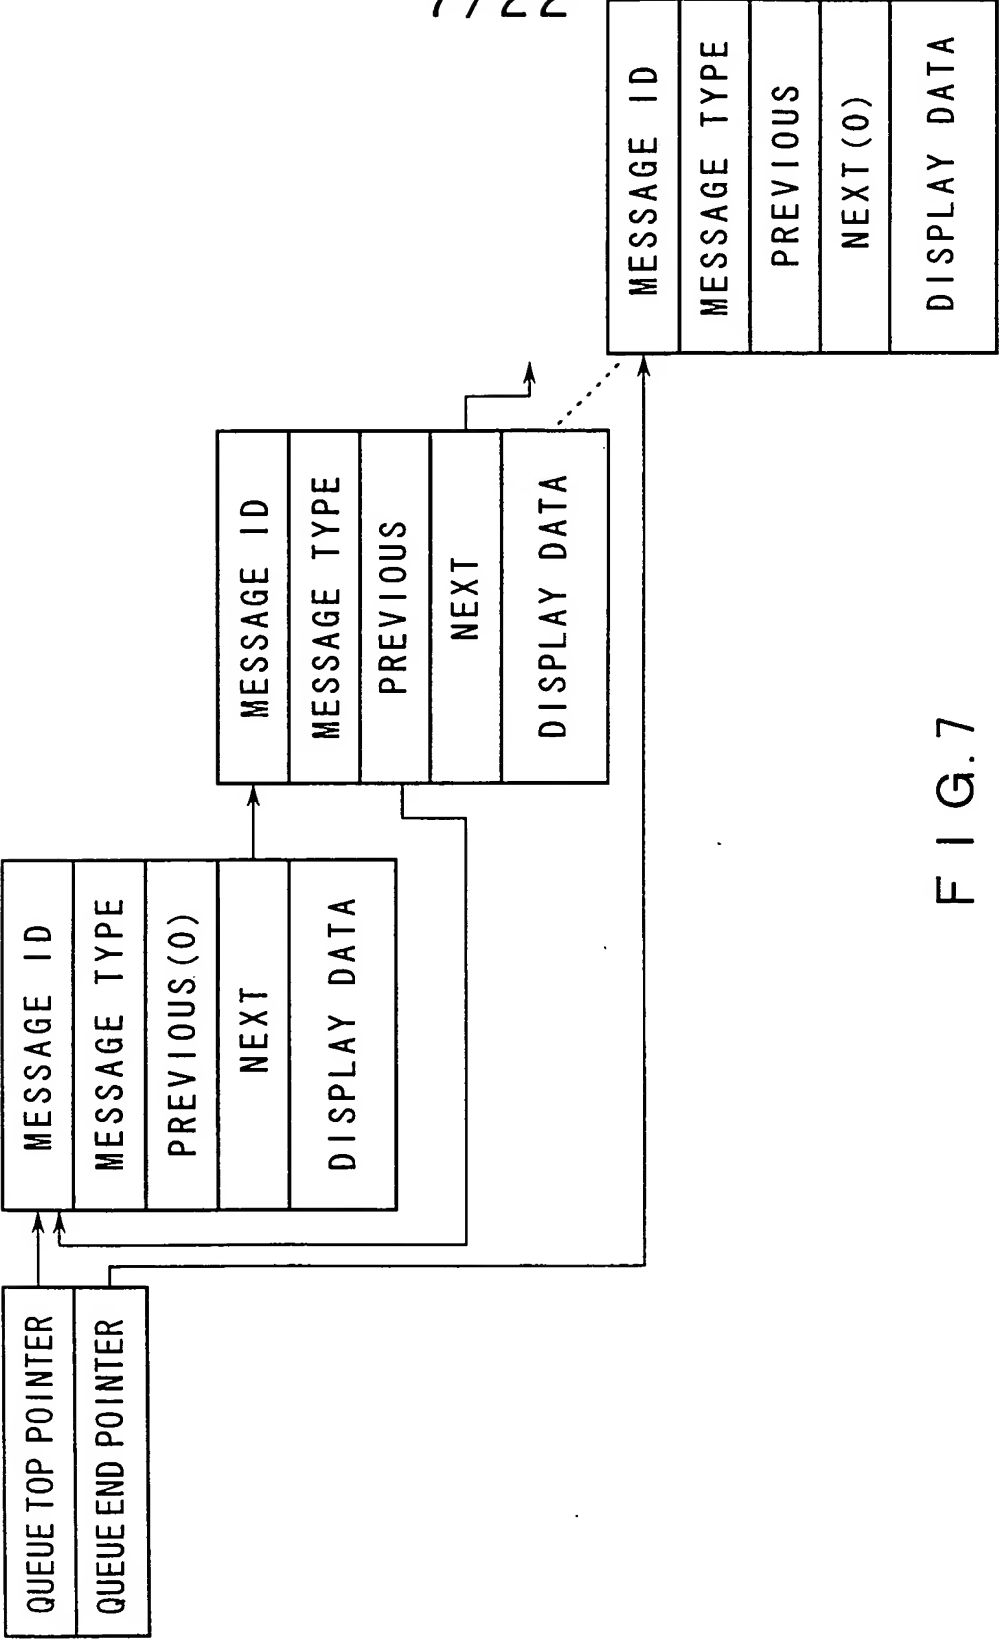 7/22
QUEUE TOP POINTER
QUEUE END POINTER
MESSAGE ID
MESSAGE TYPE
PREVIOUS(0)
NEXT
DISPLAY DATA
MESSAGE ID
MESSAGE TYPE
PREVIOUS
NEXT
DISPLAY DATA
MESSAGE ID
MESSAGE TYPE
PREVIOUS
NEXT(0)
DISPLAY DATA
FIG.7